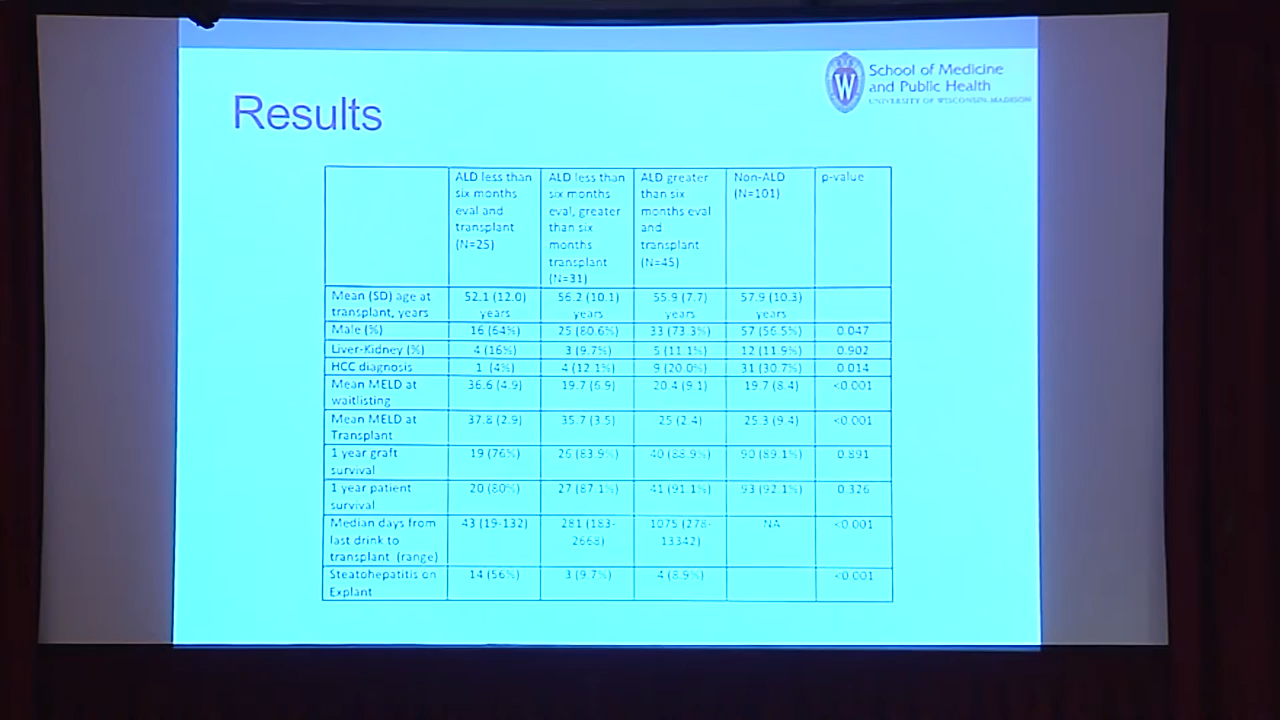 School of Medicine
and Public Health
UNIVERSITY OF WISCONSIN-MADISON
Results
ALD less than six months eval and transplant (N=25) ALD less than six months eval, greater than six months transplant (N=31) ALD greater than six months eval and transplant (N=45) Non-ALD (N=101) p-value
Mean (SD) age at transplant, years 52.1 (12.0) years 56.2 (10.1) years 55.9 (7.7) years 57.9 (10.3) years
Male (%) 16 (64%) 25 (80.6%) 33 (73.3%) 57 (56.5%) 0.047
Liver-Kidney (%) 4 (16%) 3 (9.7%) 5 (11.1%) 12 (11.9%) 0.902
HCC diagnosis 1 (4%) 4 (12.1%) 9 (20.0%) 31 (30.7%) 0.014
Mean MELD at waitlisting 36.6 (4.9) 19.7 (6.9) 20.4 (9.1) 19.7 (8.4) <0.001
Mean MELD at Transplant 37.8 (2.9) 35.7 (3.5) 25 (2.4) 25.3 (9.4) <0.001
1 year graft survival 19 (76%) 26 (83.9%) 40 (88.9%) 90 (89.1%) 0.391
1 year patient survival 20 (80%) 27 (87.1%) 41 (91.1%) 93 (92.1%) 0.326
Median days from last drink to transplant (range) 43 (19-132) 281 (183-2668) 1075 (278-13342) NA <0.001
Steatohepatitis on Explant 14 (56%) 3 (9.7%) 4 (8.9%) <0.001